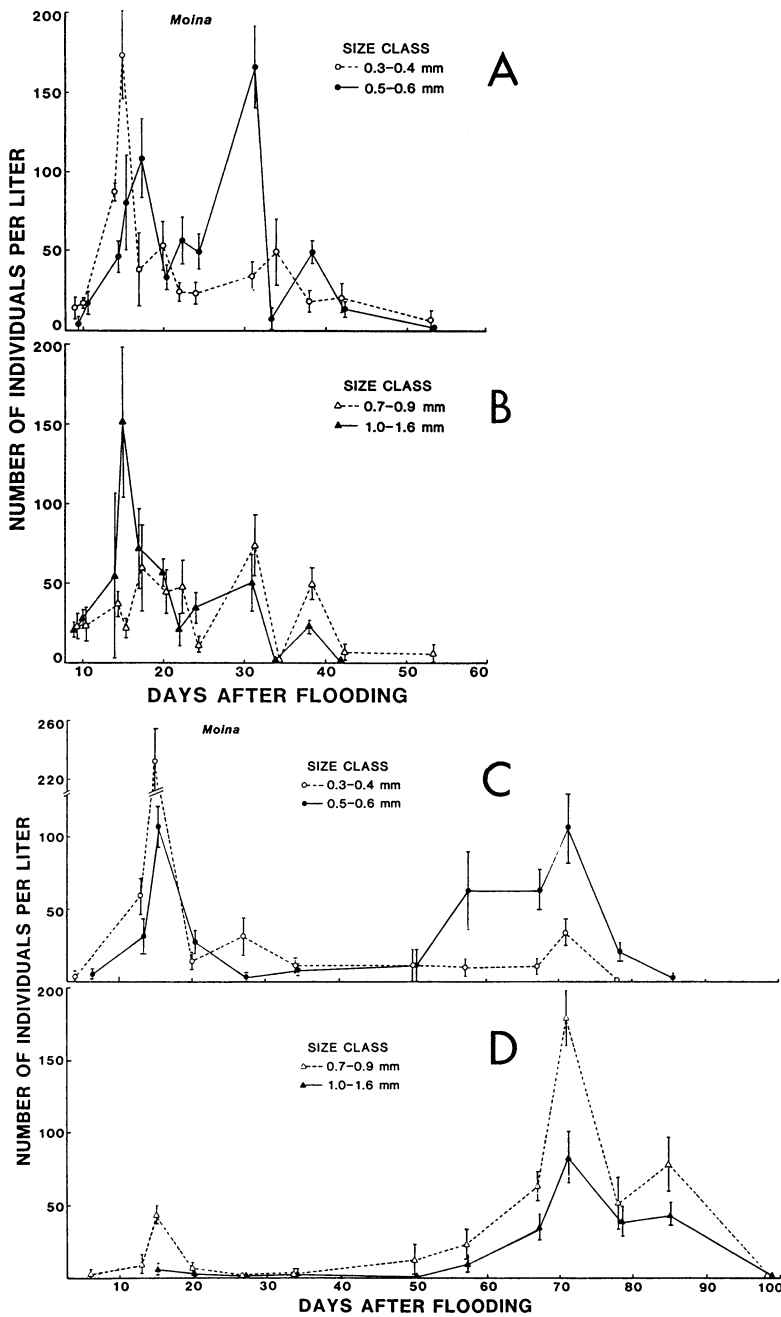 Moina
SIZE CLASS
0.3–0.4 mm
0.5–0.6 mm
A
200
150
100
50
0
NUMBER OF INDIVIDUALS PER LITER
SIZE CLASS
0.7–0.9 mm
1.0–1.6 mm
B
200
150
100
50
0
10 20 30 40 50 60
DAYS AFTER FLOODING
Moina
SIZE CLASS
0.3–0.4 mm
0.5–0.6 mm
C
260
220
100
50
NUMBER OF INDIVIDUALS PER LITER
SIZE CLASS
0.7–0.9 mm
1.0–1.6 mm
D
200
150
100
50
10 20 30 40 50 60 70 80 90 100
DAYS AFTER FLOODING